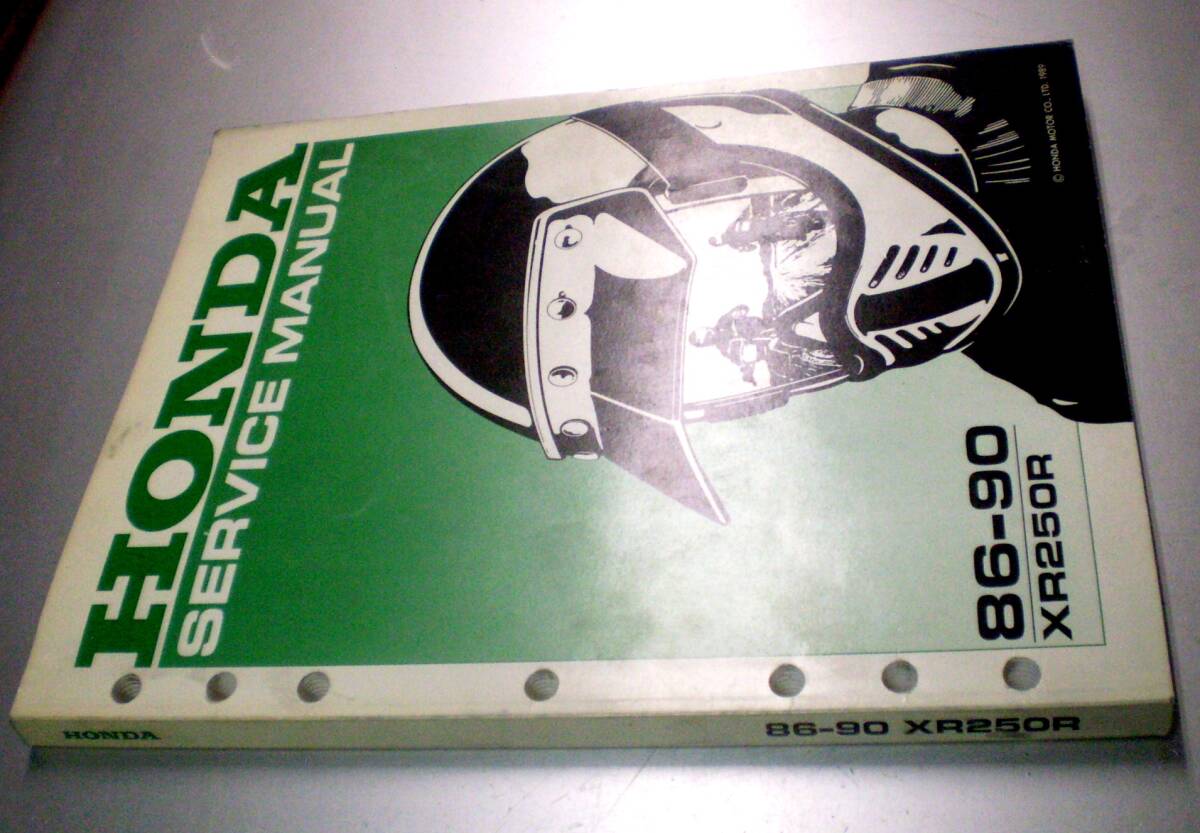 HONDA
SERVICE MANUAL
86-90
XR250R
© HONDA MOTOR CO., LTD. 1989
HONDA
86-90 XR250R